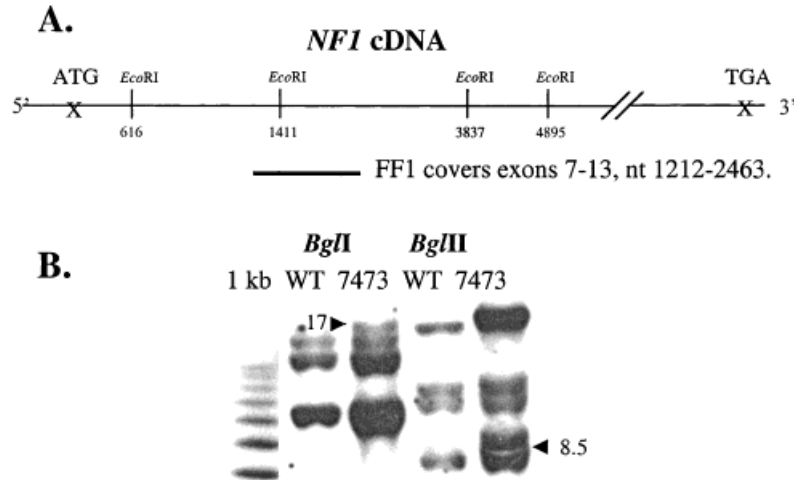 A.
NF1 cDNA
ATG EcoRI EcoRI EcoRI EcoRI TGA
5' X X 3'
616 1411 3837 4895
FF1 covers exons 7-13, nt 1212-2463.
B.
BglI BglII
1 kb WT 7473 WT 7473
17
8.5